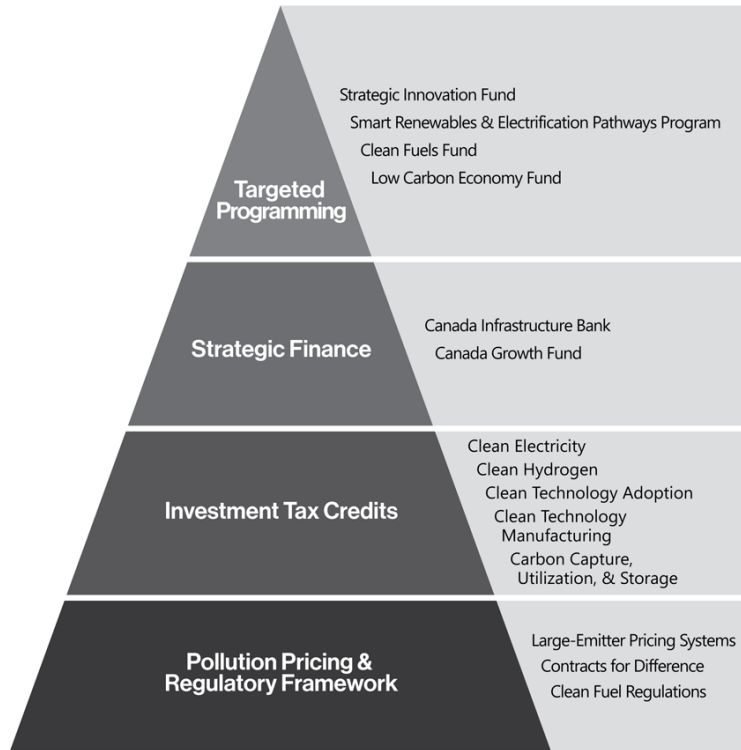 Strategic Innovation Fund
Smart Renewables & Electrification Pathways Program
Clean Fuels Fund
Low Carbon Economy Fund
Targeted
Programming
Strategic Finance
Canada Infrastructure Bank
Canada Growth Fund
Investment Tax Credits
Clean Electricity
Clean Hydrogen
Clean Technology Adoption
Clean Technology
Manufacturing
Carbon Capture,
Utilization, & Storage
Pollution Pricing &
Regulatory Framework
Large-Emitter Pricing Systems
Contracts for Difference
Clean Fuel Regulations